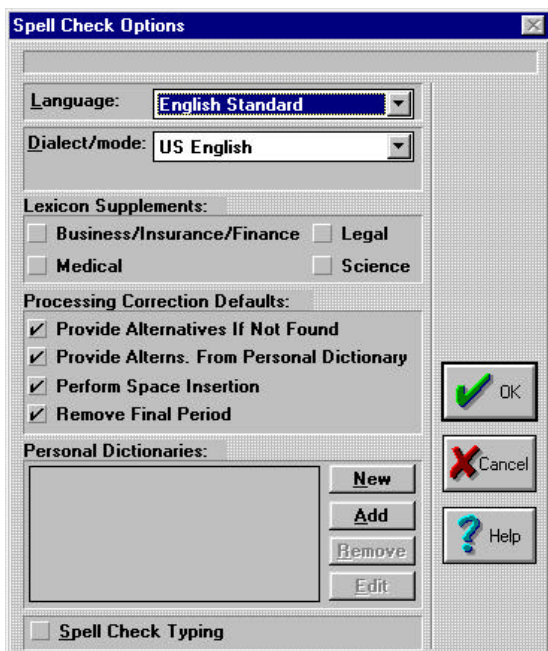 Spell Check Options
Language: English Standard
Dialect/mode: US English
Lexicon Supplements:
Business/Insurance/Finance Legal
Medical Science
Processing Correction Defaults:
Provide Alternatives If Not Found
Provide Alterns. From Personal Dictionary
Perform Space Insertion
Remove Final Period
OK
Personal Dictionaries:
Cancel
New
Add
Help
Remove
Edit
Spell Check Typing